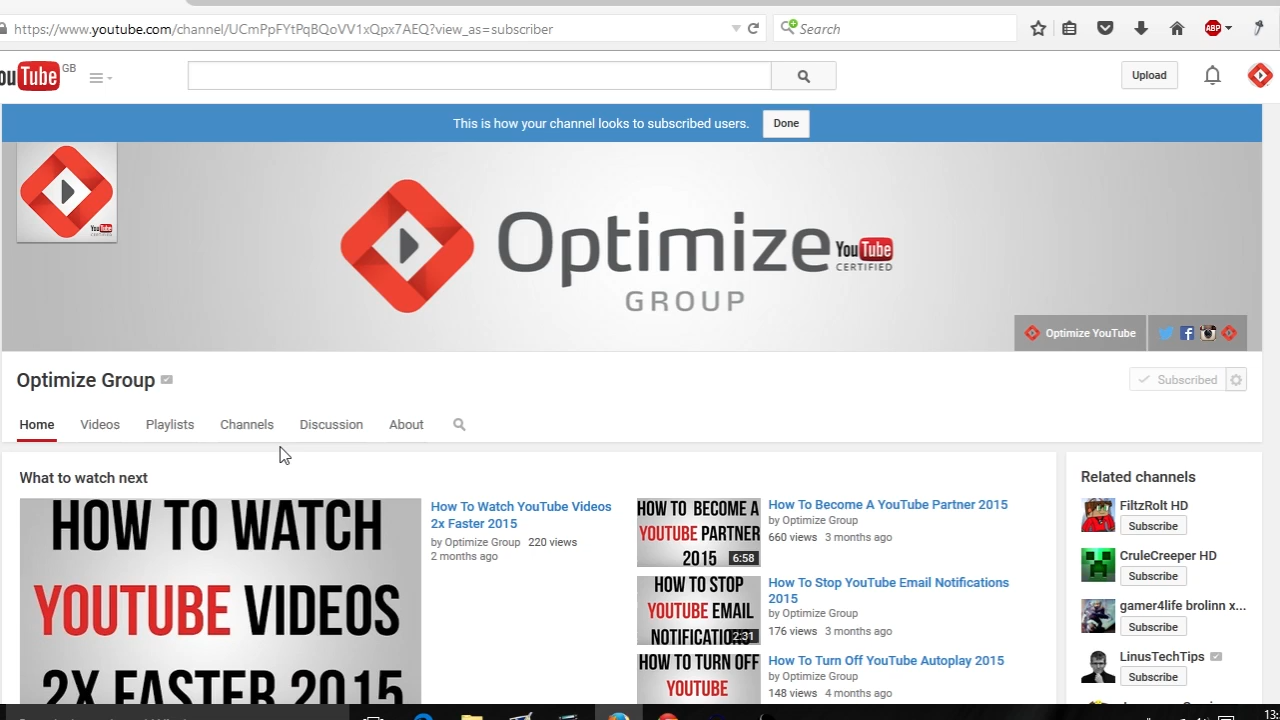 https://www.youtube.com/channel/UCmPpFYtPqBQoVV1xQpx7AEQ?view_as=subscriber
Search
ABP
ouTube GB
Upload
This is how your channel looks to subscribed users.
Done
YouTube
CERTIFIED
Optimize
YouTube
CERTIFIED
GROUP
Optimize YouTube
Optimize Group
Subscribed
Home Videos Playlists Channels Discussion About
What to watch next
HOW TO WATCH
YOUTUBE VIDEOS
2X FASTER 2015
How To Watch YouTube Videos
2x Faster 2015
by Optimize Group 220 views
2 months ago
HOW TO BECOME A
YOUTUBE PARTNER
2015
6:58
How To Become A YouTube Partner 2015
by Optimize Group
660 views 3 months ago
HOW TO STOP
YOUTUBE EMAIL
NOTIFICATIONS
2:31
How To Stop YouTube Email Notifications
2015
by Optimize Group
176 views 3 months ago
HOW TO TURN OFF
YOUTUBE
How To Turn Off YouTube Autoplay 2015
by Optimize Group
148 views 4 months ago
Related channels
FiltzRolt HD
Subscribe
CruleCreeper HD
Subscribe
gamer4life brolinn x...
Subscribe
LinusTechTips
Subscribe
13: